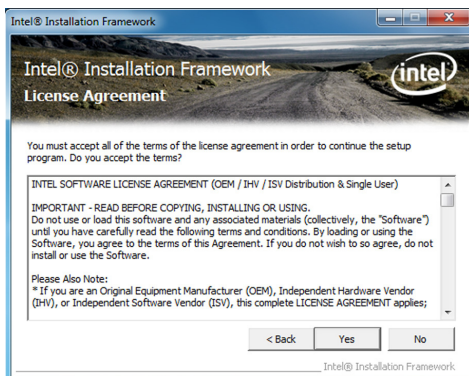 Intel® Installation Framework
Intel® Installation Framework
intel
License Agreement
You must accept all of the terms of the license agreement in order to continue the setup
program. Do you accept the terms?
INTEL SOFTWARE LICENSE AGREEMENT (OEM / IHV / ISV Distribution & Single User)
IMPORTANT - READ BEFORE COPYING, INSTALLING OR USING.
Do not use or load this software and any associated materials (collectively, the "Software")
until you have carefully read the following terms and conditions. By loading or using the
Software, you agree to the terms of this Agreement. If you do not wish to so agree, do not
install or use the Software.
Please Also Note:
* If you are an Original Equipment Manufacturer (OEM), Independent Hardware Vendor
(IHV), or Independent Software Vendor (ISV), this complete LICENSE AGREEMENT applies;
< Back Yes No
Intel® Installation Framework